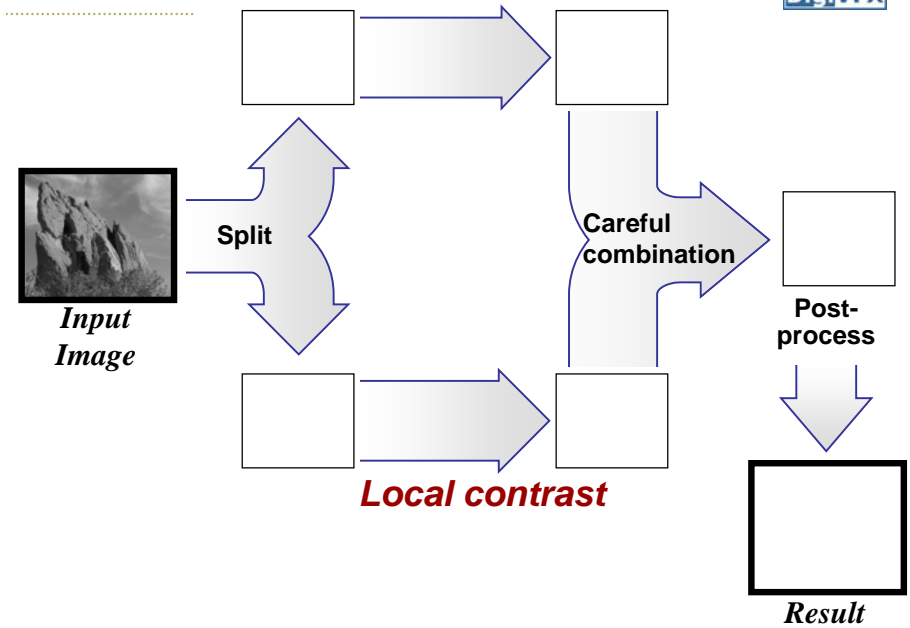 Split
Careful
combination
Input
Image
Post-
process
Local contrast
Result